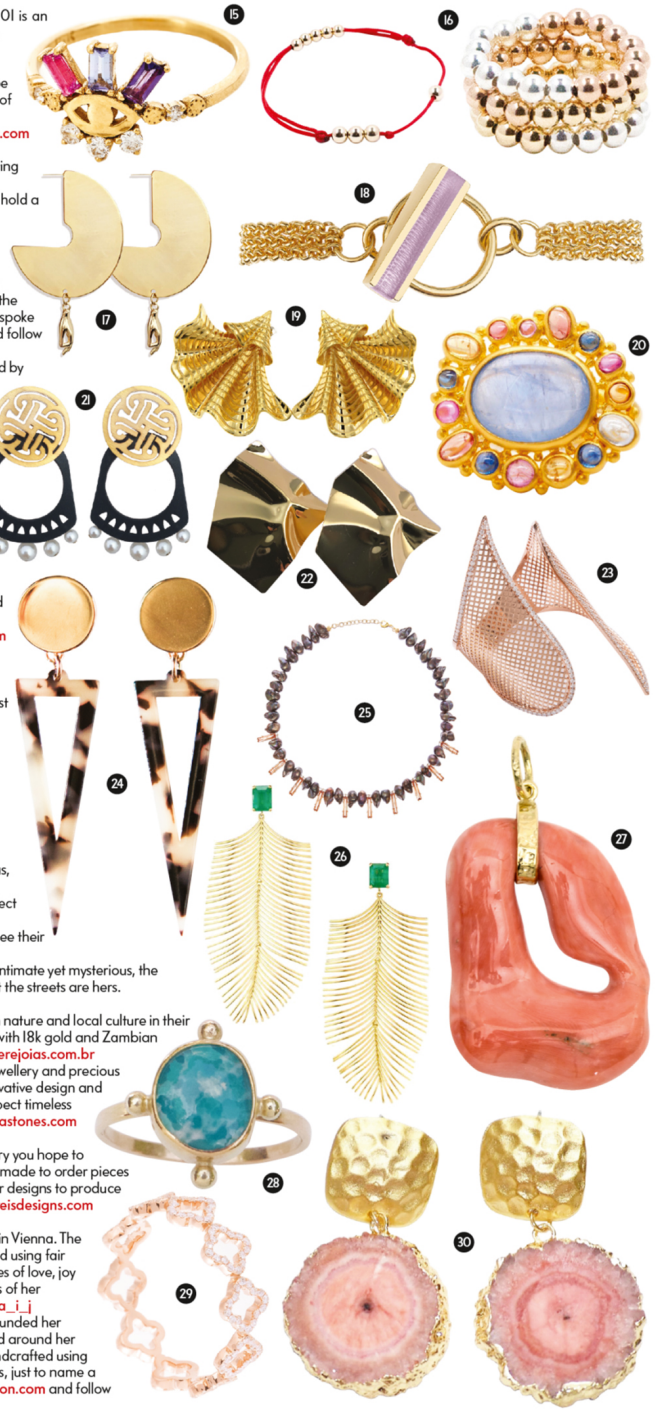 01 is an
15
16
e
of
.com
ing
hold a
18
the
spoke
d follow
17
19
20
d by
21
22
23
d
m
st
25
24
27
s,
26
ect
ee their
ntimate yet mysterious, the
t the streets are hers.
nature and local culture in their
with 18k gold and Zambian
erejoias.com.br
wellery and precious
vative design and
pect timeless
astones.com
ry you hope to
made to order pieces
r designs to produce
eisdesigns.com
28
in Vienna. The
d using fair
es of love, joy
s of her
a_i_j
unded her
d around her
ndcrafted using
s, just to name a
on.com and follow
29
30